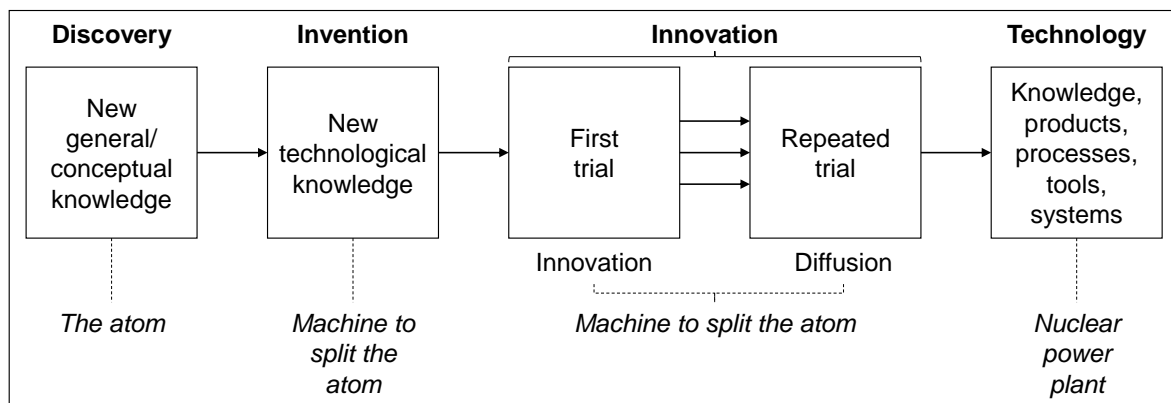 Discovery
Invention
Innovation
Technology
New
general/
conceptual
knowledge
New
technological
knowledge
First
trial
Repeated
trial
Knowledge,
products,
processes,
tools,
systems
Innovation
Diffusion
The atom
Machine to
split the
atom
Machine to split the atom
Nuclear
power
plant